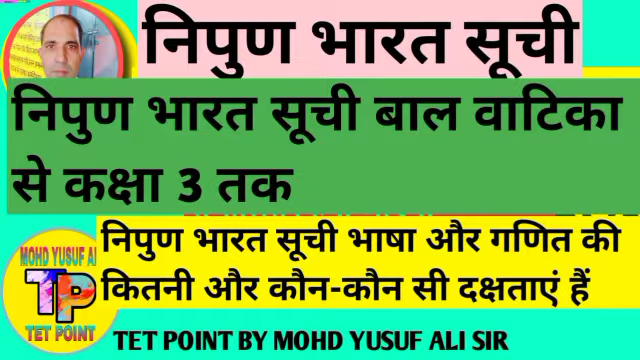 निपुण भारत सूची
निपुण भारत सूची बाल वाटिका
से कक्षा 3 तक
निपुण भारत सूची भाषा और गणित की
कितनी और कौन-कौन सी दक्षताएं हैं
MOHD YUSUF ALI
TP
TET POINT
TET POINT BY MOHD YUSUF ALI SIR